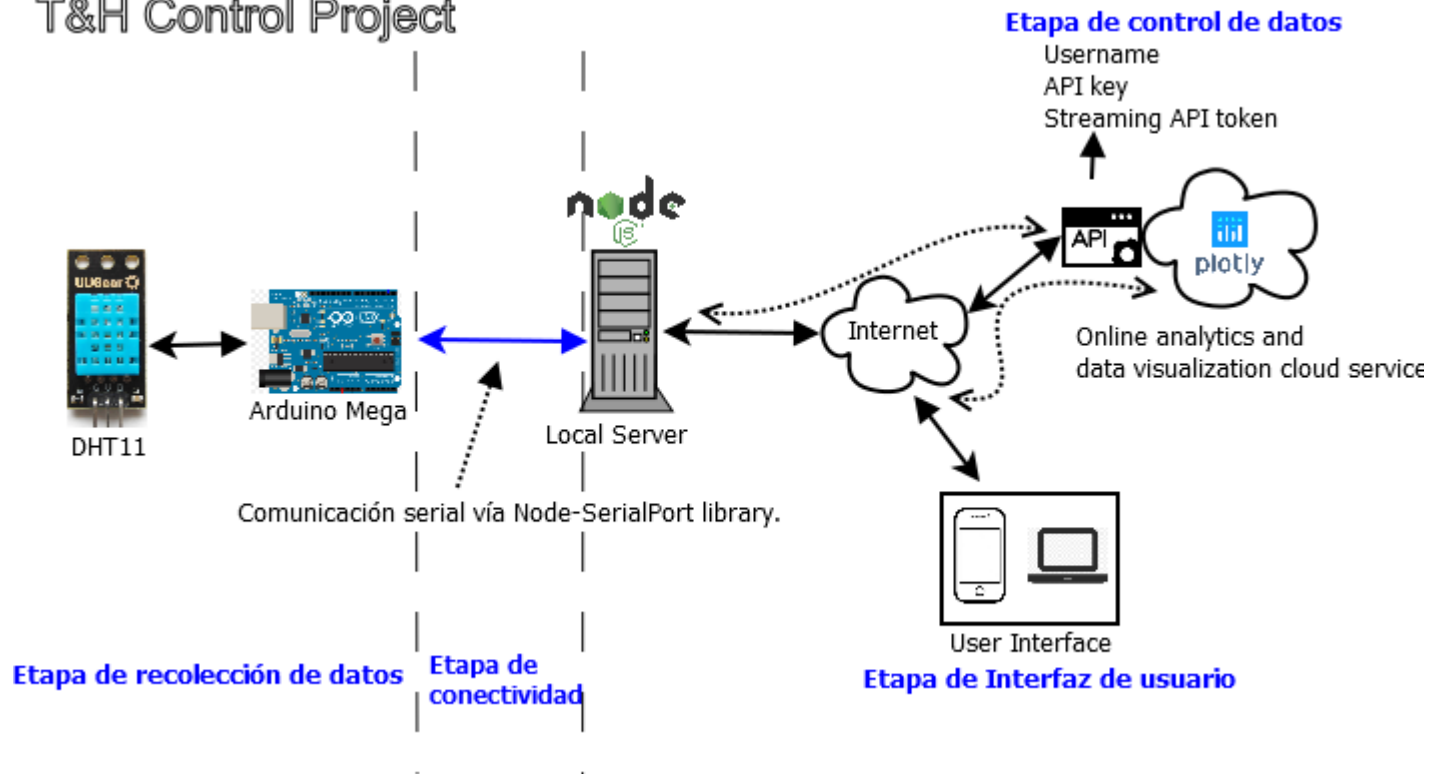 T&H Control Project
Etapa de control de datos
Username
API key
Streaming API token
node
JS
API
plotly
UUGear
Internet
Online analytics and
data visualization cloud service
Arduino Mega
DHT11
Local Server
Comunicación serial vía Node-SerialPort library.
User Interface
Etapa de recolección de datos
Etapa de
conectividad
Etapa de Interfaz de usuario